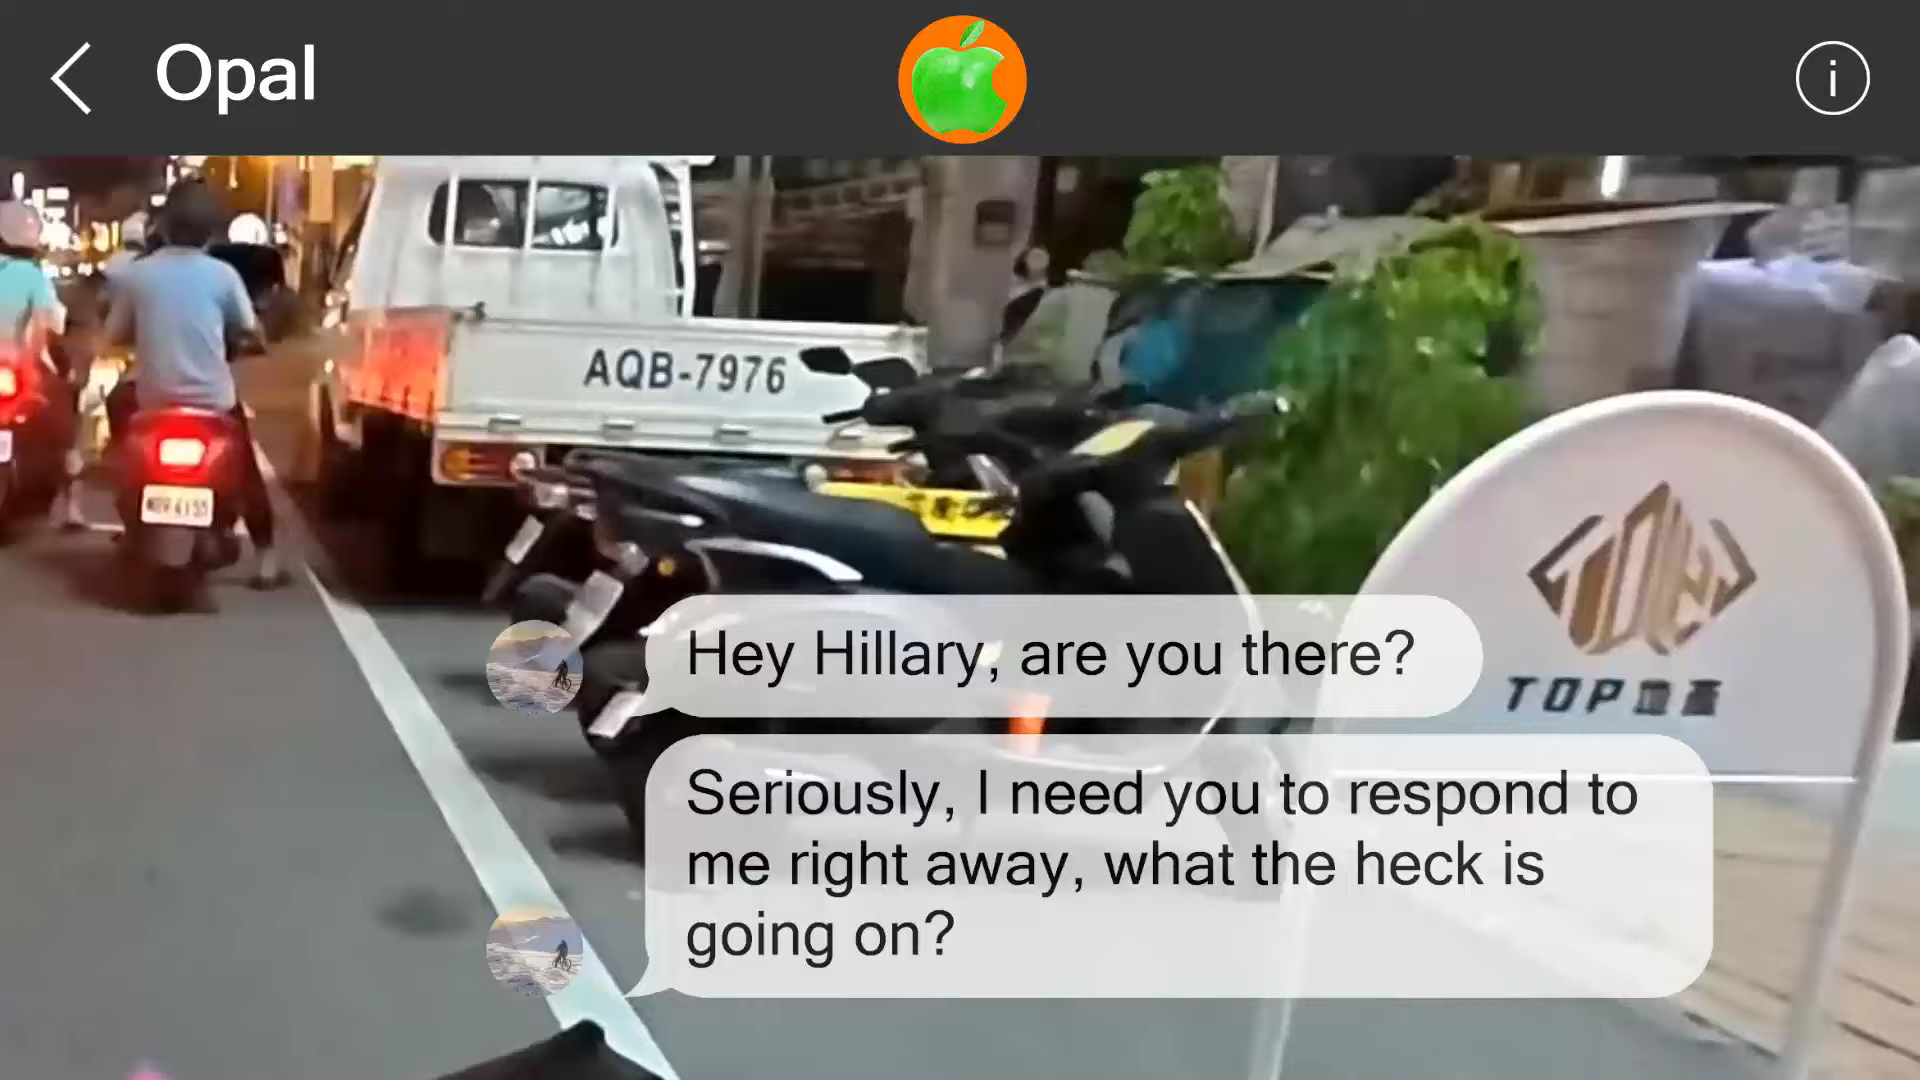 Opal
AQB-7976
Hey Hillary, are you there?
TOP
Seriously, I need you to respond to
me right away, what the heck is
going on?